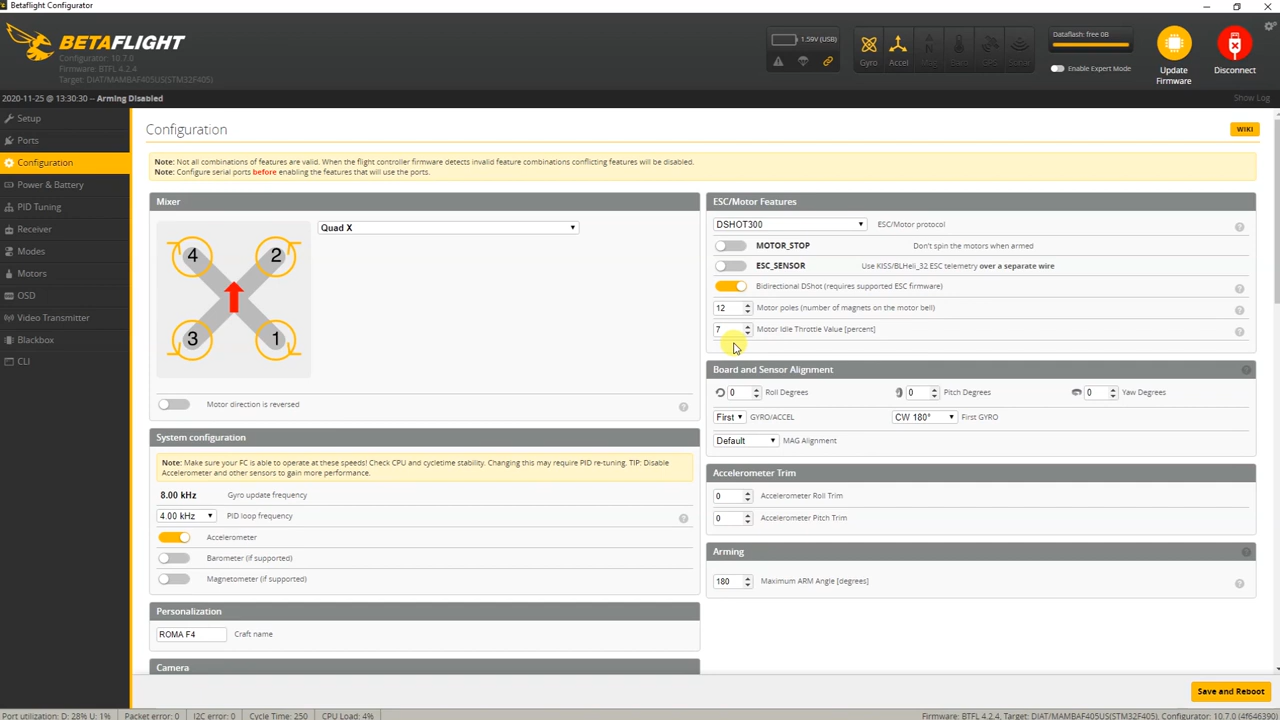 Betaflight Configurator
BETAFLIGHT
Configurator: 10.7.0
Firmware: BTFL 4.2.4
Target: DIAT/MAMBAF405US(STM32F405)
1.59V (USB)
Gyro
Accel
Mag
Baro
GPS
Sonar
Dataflash: free 0B
Enable Expert Mode
Update
Firmware
Disconnect
2020-11-25 @ 13:30:30 -- Arming Disabled
Show Log
Setup
Ports
Configuration
Power & Battery
PID Tuning
Receiver
Modes
Motors
OSD
Video Transmitter
Blackbox
CLI
Configuration
WIKI
Note: Not all combinations of features are valid. When the flight controller firmware detects invalid feature combinations conflicting features will be disabled.
Note: Configure serial ports before enabling the features that will use the ports.
Mixer
Quad X
4
2
3
1
Motor direction is reversed
System configuration
Note: Make sure your FC is able to operate at these speeds! Check CPU and cycletime stability. Changing this may require PID re-tuning. TIP: Disable
Accelerometer and other sensors to gain more performance.
8.00 kHz Gyro update frequency
4.00 kHz PID loop frequency
Accelerometer
Barometer (if supported)
Magnetometer (if supported)
Personalization
ROMA F4 Craft name
Camera
ESC/Motor Features
DSHOT300 ESC/Motor protocol
MOTOR_STOP Don't spin the motors when armed
ESC_SENSOR Use KISS/BLHeli_32 ESC telemetry over a separate wire
Bidirectional DShot (requires supported ESC firmware)
12 Motor poles (number of magnets on the motor bell)
7 Motor Idle Throttle Value [percent]
Board and Sensor Alignment
0 Roll Degrees 0 Pitch Degrees 0 Yaw Degrees
First GYRO/ACCEL CW 180° First GYRO
Default MAG Alignment
Accelerometer Trim
0 Accelerometer Roll Trim
0 Accelerometer Pitch Trim
Arming
180 Maximum ARM Angle [degrees]
Save and Reboot
Port utilization: D: 28% U: 1% Packet error: 0 I2C error: 0 Cycle Time: 250 CPU Load: 4% Firmware: BTFL 4.2.4, Target: DIAT/MAMBAF405US(STM32F405), Configurator: 10.7.0 (4f646390)